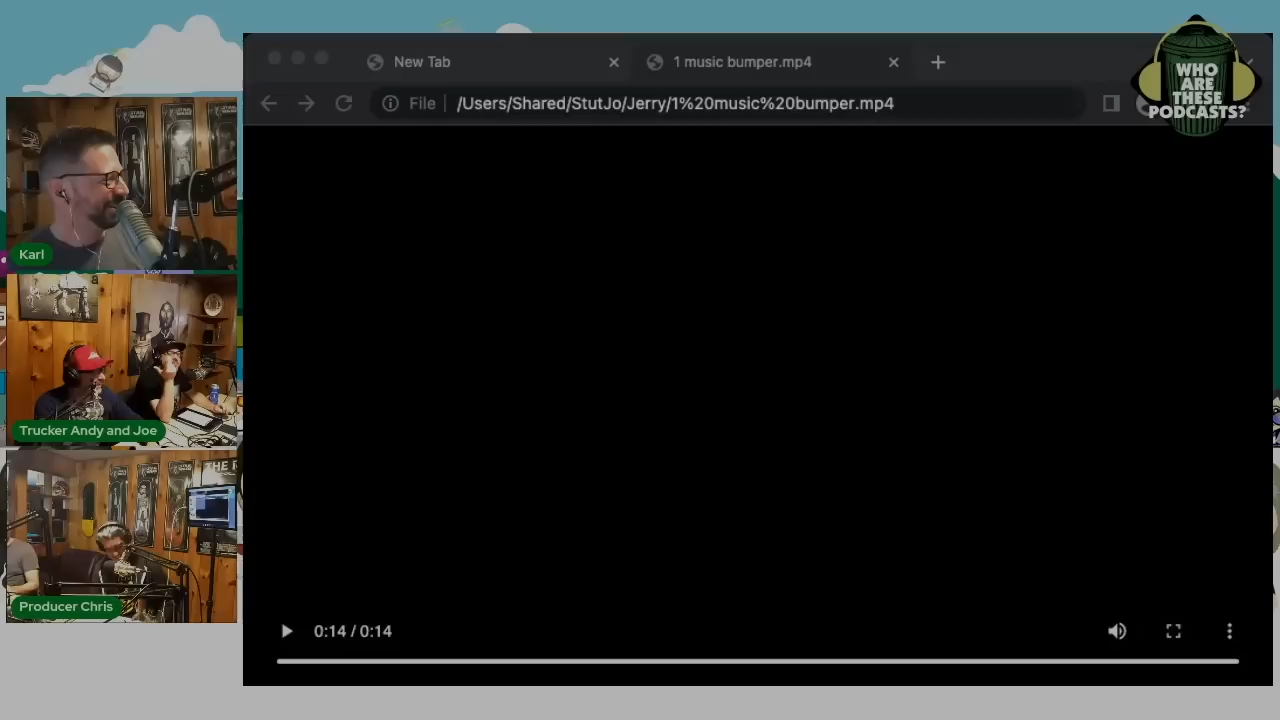 New Tab
1 music bumper.mp4
File
/Users/Shared/StutJo/Jerry/1%20music%20bumper.mp4
WHO
ARE
THESE
PODCASTS?
Karl
Trucker Andy and Joe
THE
Producer Chris
0:14 / 0:14